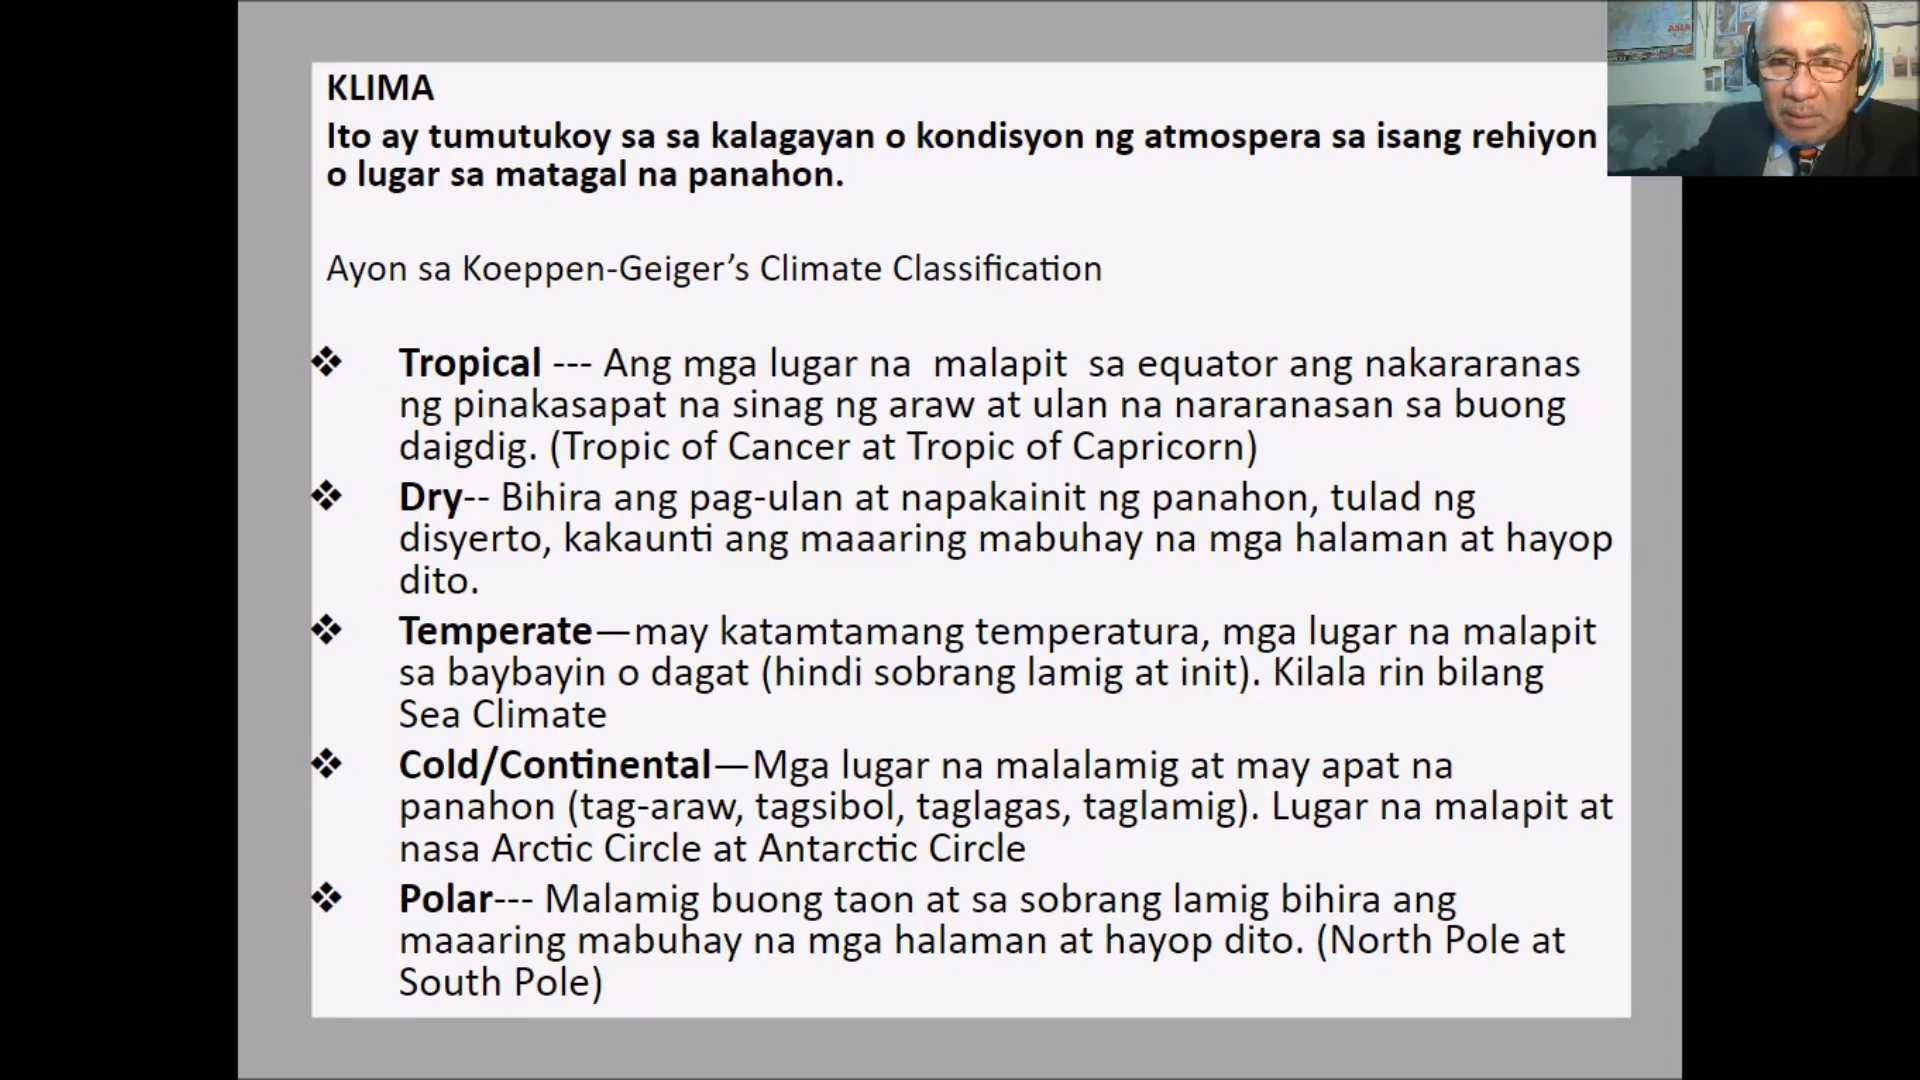 KLIMA
Ito ay tumutukoy sa sa kalagayan o kondisyon ng atmospera sa isang rehiyon
o lugar sa matagal na panahon.
Ayon sa Koeppen-Geiger’s Climate Classification
❖ Tropical --- Ang mga lugar na malapit sa equator ang nakararanas
ng pinakasapat na sinag ng araw at ulan na nararanasan sa buong
daigdig. (Tropic of Cancer at Tropic of Capricorn)
❖ Dry-- Bihira ang pag-ulan at napakainit ng panahon, tulad ng
disyerto, kakaunti ang maaaring mabuhay na mga halaman at hayop
dito.
❖ Temperate—may katamtamang temperatura, mga lugar na malapit
sa baybayin o dagat (hindi sobrang lamig at init). Kilala rin bilang
Sea Climate
❖ Cold/Continental—Mga lugar na malalamig at may apat na
panahon (tag-araw, tagsibol, taglagas, taglamig). Lugar na malapit at
nasa Arctic Circle at Antarctic Circle
❖ Polar--- Malamig buong taon at sa sobrang lamig bihira ang
maaaring mabuhay na mga halaman at hayop dito. (North Pole at
South Pole)
ASIA